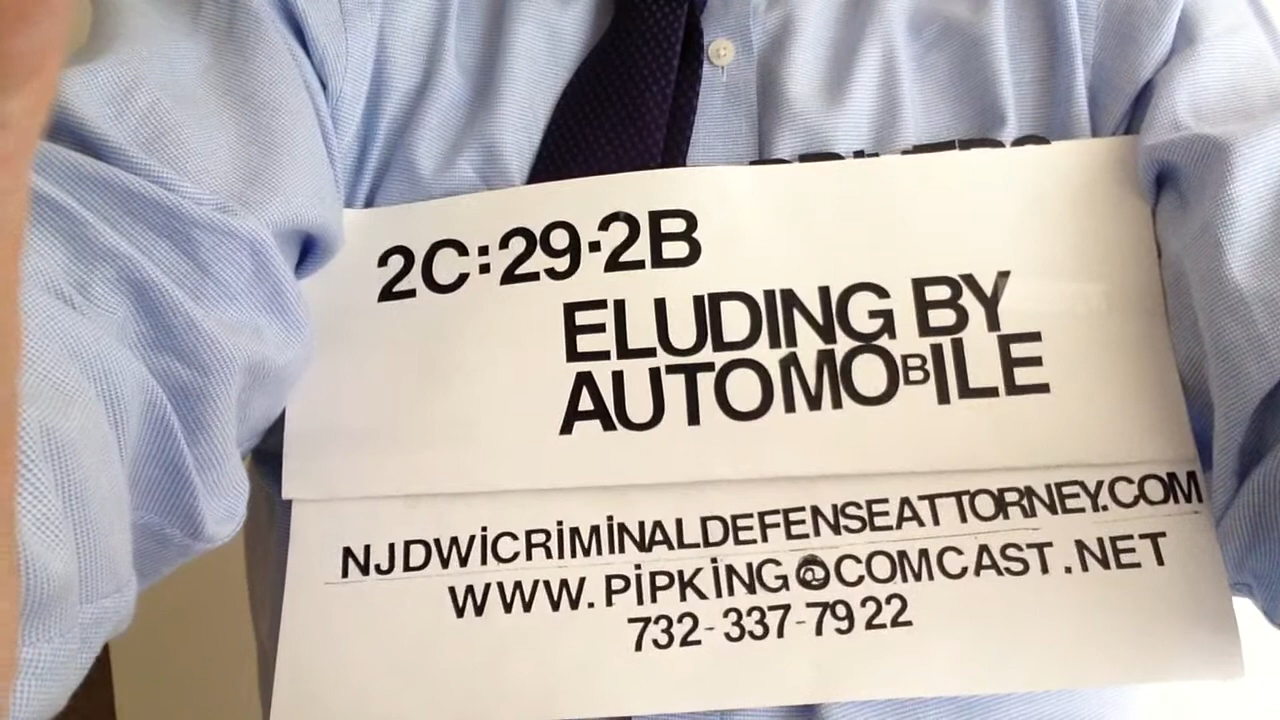 2C:29-2B
ELUDING BY
AUTOMOBILE
NJDWiCRiMiNALDEFENSEATTORNEY.COM
WWW.PiPKiNG@COMCAST.NET
732-337-7922